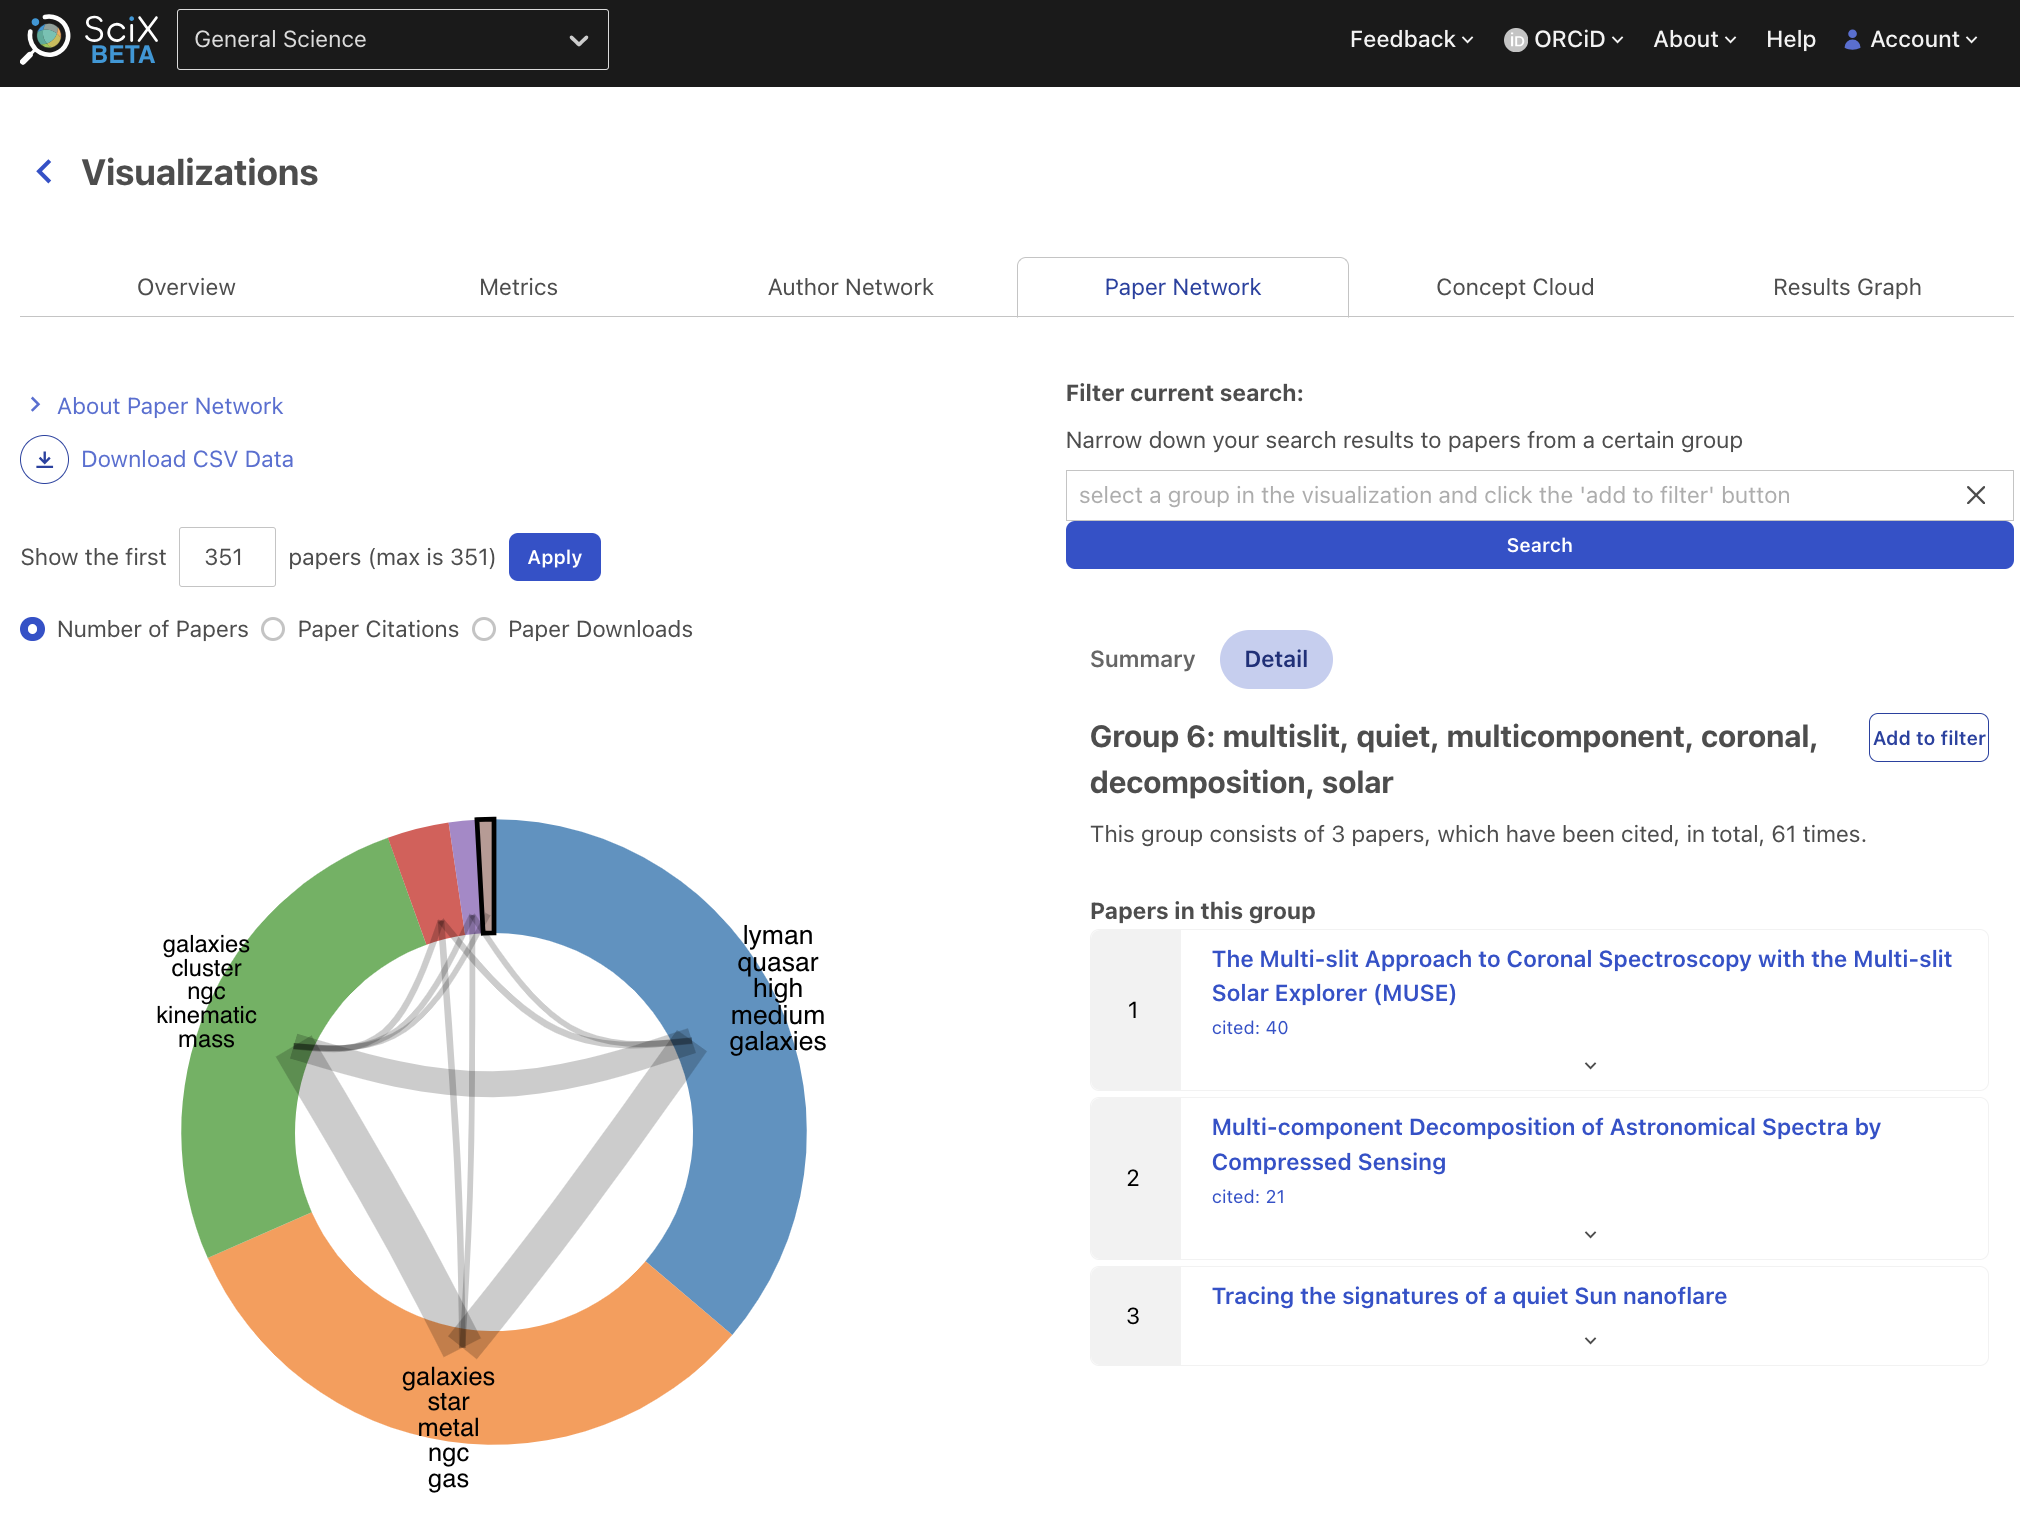 SciX
BETA
General Science
Feedback
iD ORCiD
About
Help
Account
Visualizations
Overview
Metrics
Author Network
Paper Network
Concept Cloud
Results Graph
About Paper Network
Download CSV Data
Show the first 351 papers (max is 351) Apply
Number of Papers Paper Citations Paper Downloads
galaxies
cluster
ngc
kinematic
mass
lyman
quasar
high
medium
galaxies
galaxies
star
metal
ngc
gas
Filter current search:
Narrow down your search results to papers from a certain group
select a group in the visualization and click the 'add to filter' button
Search
Summary Detail
Group 6: multislit, quiet, multicomponent, coronal,
decomposition, solar
Add to filter
This group consists of 3 papers, which have been cited, in total, 61 times.
Papers in this group
1
The Multi-slit Approach to Coronal Spectroscopy with the Multi-slit
Solar Explorer (MUSE)
cited: 40
2
Multi-component Decomposition of Astronomical Spectra by
Compressed Sensing
cited: 21
3
Tracing the signatures of a quiet Sun nanoflare